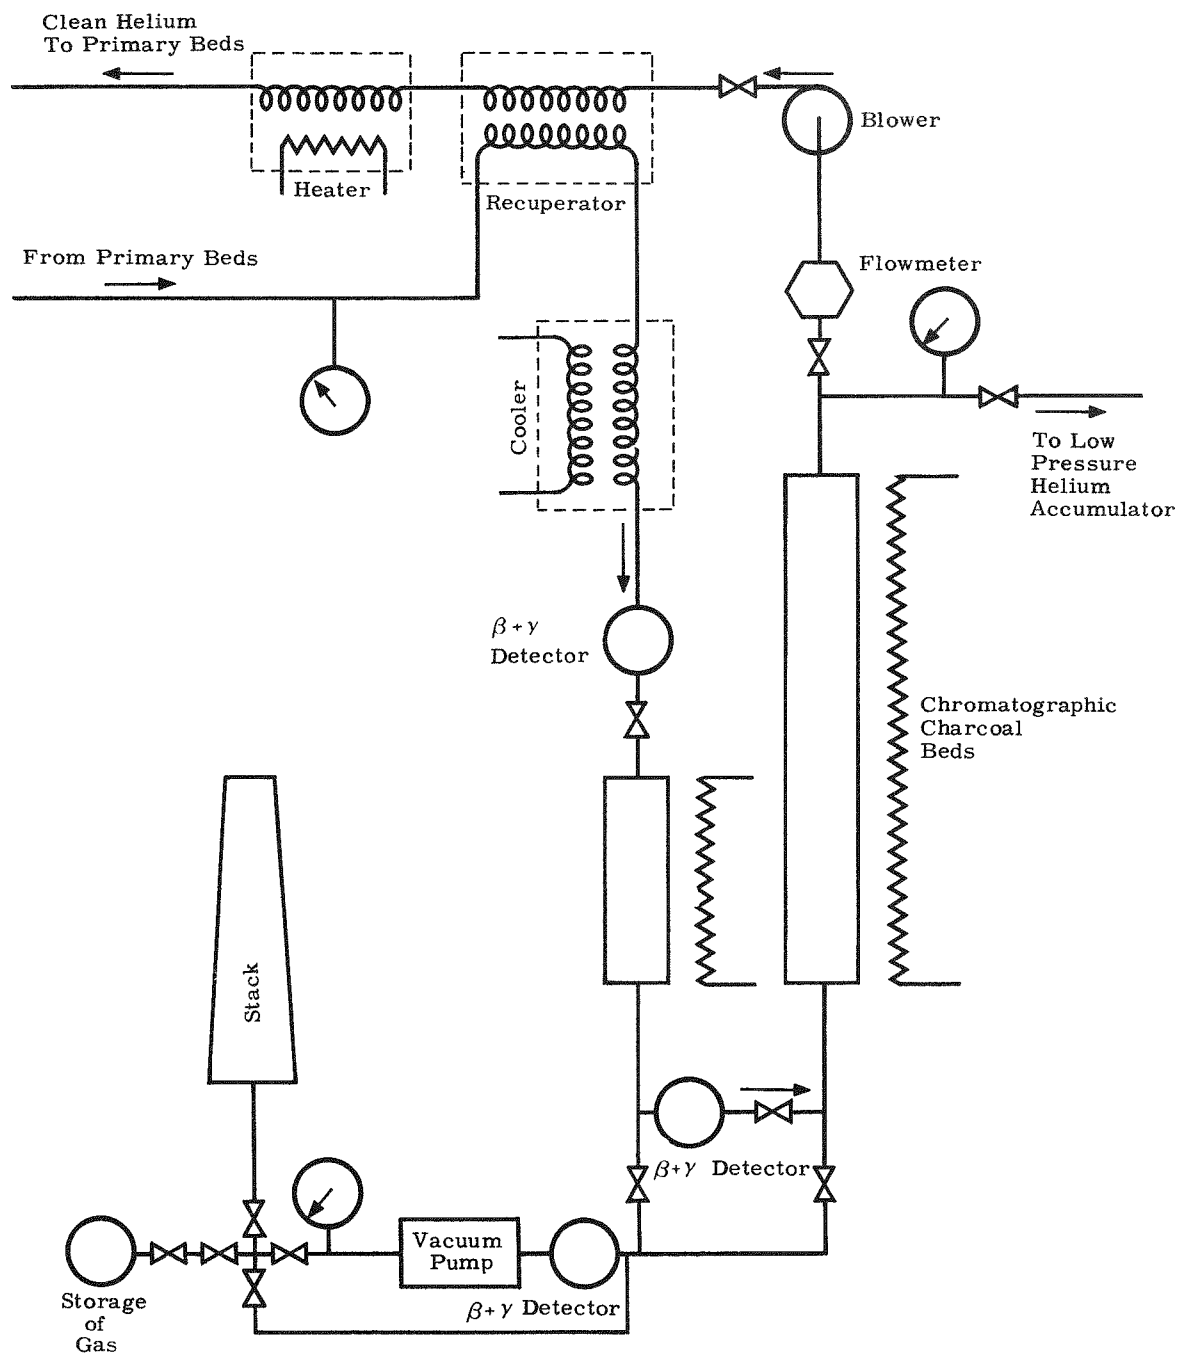 Clean Helium
To Primary Beds
Blower
Heater
Recuperator
From Primary Beds
Flowmeter
Cooler
To Low
Pressure
Helium
Accumulator
β+γ
Detector
Chromatographic
Charcoal
Beds
Stack
β+γ Detector
Vacuum
Pump
β+γ Detector
Storage
of
Gas